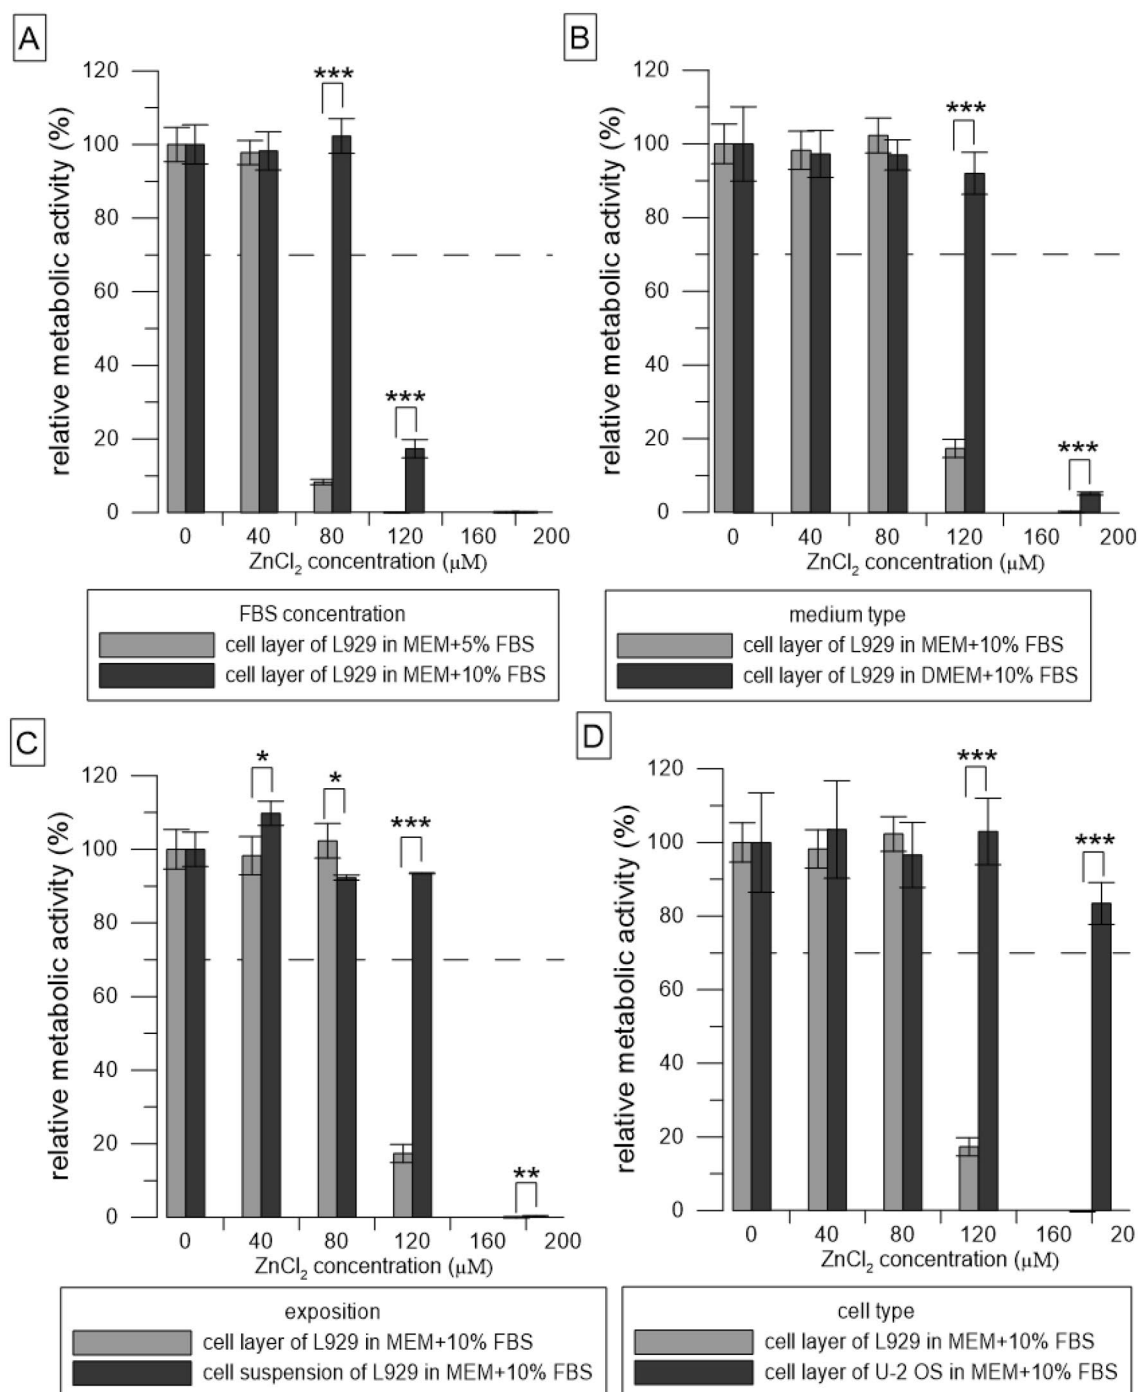 A
120
100
80
60
40
20
0
relative metabolic activity (%)
***
***
0 40 80 120 160 200
ZnCl2 concentration (µM)
FBS concentration
cell layer of L929 in MEM+5% FBS
cell layer of L929 in MEM+10% FBS
B
120
100
80
60
40
20
0
relative metabolic activity (%)
***
***
0 40 80 120 160 200
ZnCl2 concentration (µM)
medium type
cell layer of L929 in MEM+10% FBS
cell layer of L929 in DMEM+10% FBS
C
120
100
80
60
40
20
0
relative metabolic activity (%)
*
*
***
**
0 40 80 120 160 200
ZnCl2 concentration (µM)
exposition
cell layer of L929 in MEM+10% FBS
cell suspension of L929 in MEM+10% FBS
D
120
100
80
60
40
20
0
relative metabolic activity (%)
***
***
0 40 80 120 160 20
ZnCl2 concentration (µM)
cell type
cell layer of L929 in MEM+10% FBS
cell layer of U-2 OS in MEM+10% FBS